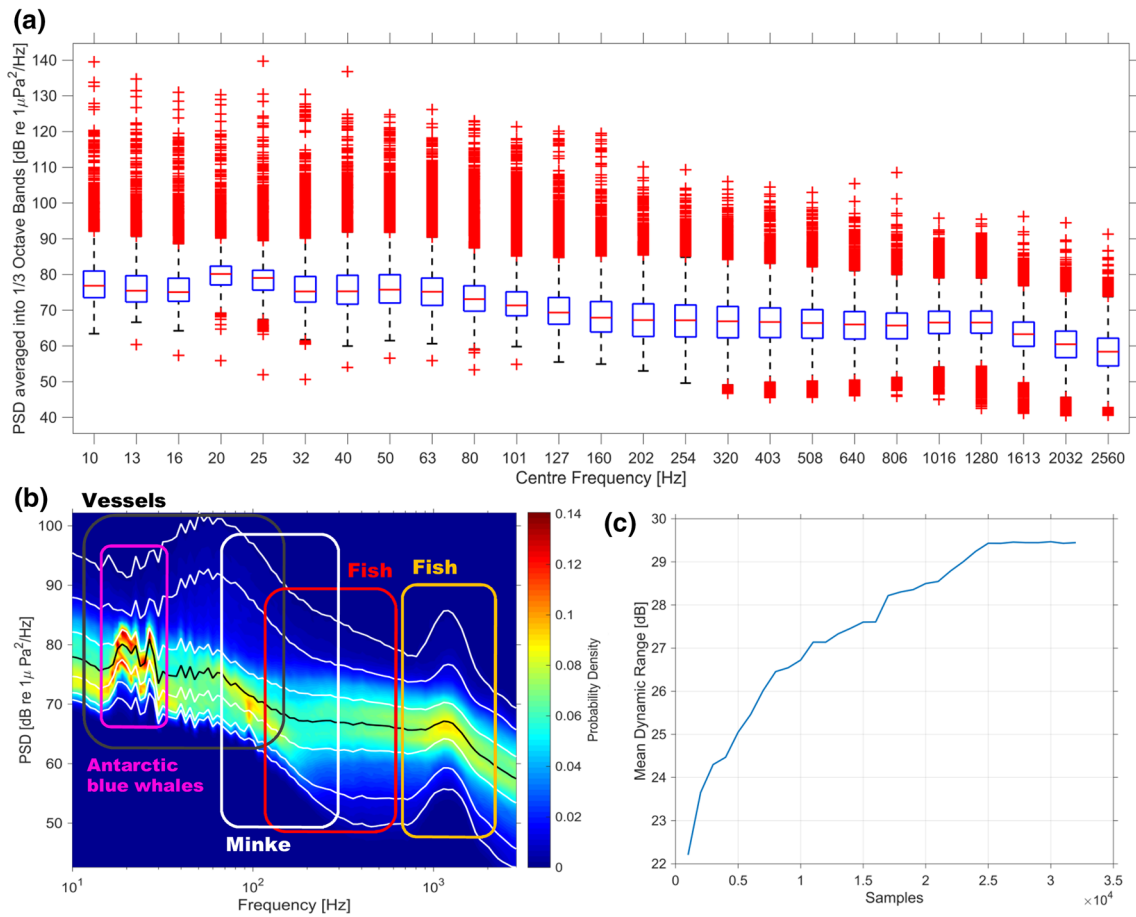 (a)
PSD averaged into 1/3 Octave Bands [dB re 1μPa²/Hz]
140
130
120
110
100
90
80
70
60
50
40
10 13 16 20 25 32 40 50 63 80 101 127 160 202 254 320 403 508 640 806 1016 1280 1613 2032 2560
Centre Frequency [Hz]
(b)
Vessels
PSD [dB re 1μ Pa²/Hz]
100
90
80
70
60
50
Fish
Fish
Antarctic
blue whales
Minke
10¹ 10² 10³
Frequency [Hz]
0.14
0.12
0.1
0.08
0.06
0.04
0.02
0
Probability Density
(c)
Mean Dynamic Range [dB]
30
29
28
27
26
25
24
23
22
0 0.5 1 1.5 2 2.5 3 3.5
Samples
×10⁴